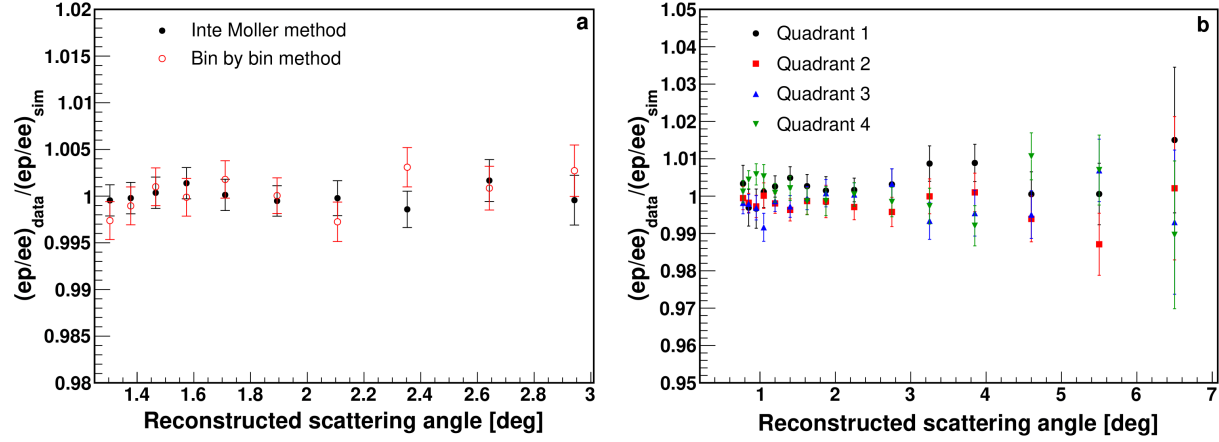 a
Inte Moller method
Bin by bin method
1.02
1.015
1.01
1.005
1
0.995
0.99
0.985
0.98
(ep/ee)data/(ep/ee)sim
1.4 1.6 1.8 2 2.2 2.4 2.6 2.8 3
Reconstructed scattering angle [deg]
b
Quadrant 1
Quadrant 2
Quadrant 3
Quadrant 4
1.05
1.04
1.03
1.02
1.01
1.00
0.99
0.98
0.97
0.96
0.95
(ep/ee)data/(ep/ee)sim
1 2 3 4 5 6 7
Reconstructed scattering angle [deg]